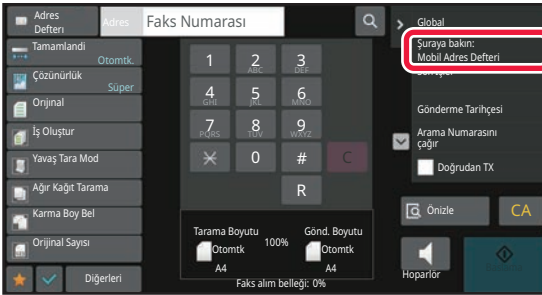 Adres
Defteri
Adres
Faks Numarası
Tamamlandi
Otomtk.
Çözünürlük
Süper
Orjinal
İş Oluştur
Yavaş Tara Mod
Ağır Kağıt Tarama
Karma Boy Bel
Orijinal Sayısı
Diğerleri
1
2
ABC
3
DEF
4
GHI
5
JKL
6
MNO
7
PQRS
8
TUV
9
WXYZ
0
#
C
R
Tarama Boyutu
Otomtk
A4
100%
Gönd. Boyutu
Otomtk
A4
Faks alım belleği: 0%
Global
Şuraya bakın:
Mobil Adres Defteri
Gönderme Tarihçesi
Arama Numarasını
çağır
Doğrudan TX
Önizle
CA
Hoparlör